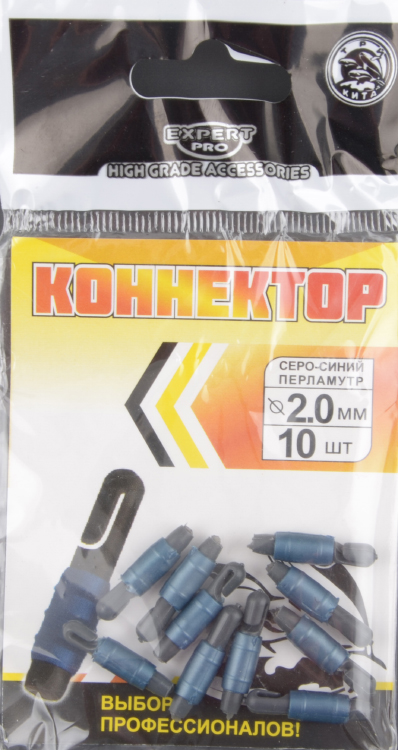 ТРИ
КИТА
EXPERT
PRO
HIGH GRADE ACCESSORIES
КОННЕКТОР
СЕРО-СИНИЙ
ПЕРЛАМУТР
⌀ 2.0 ММ
10 ШТ
ВЫБОР
ПРОФЕССИОНАЛОВ!